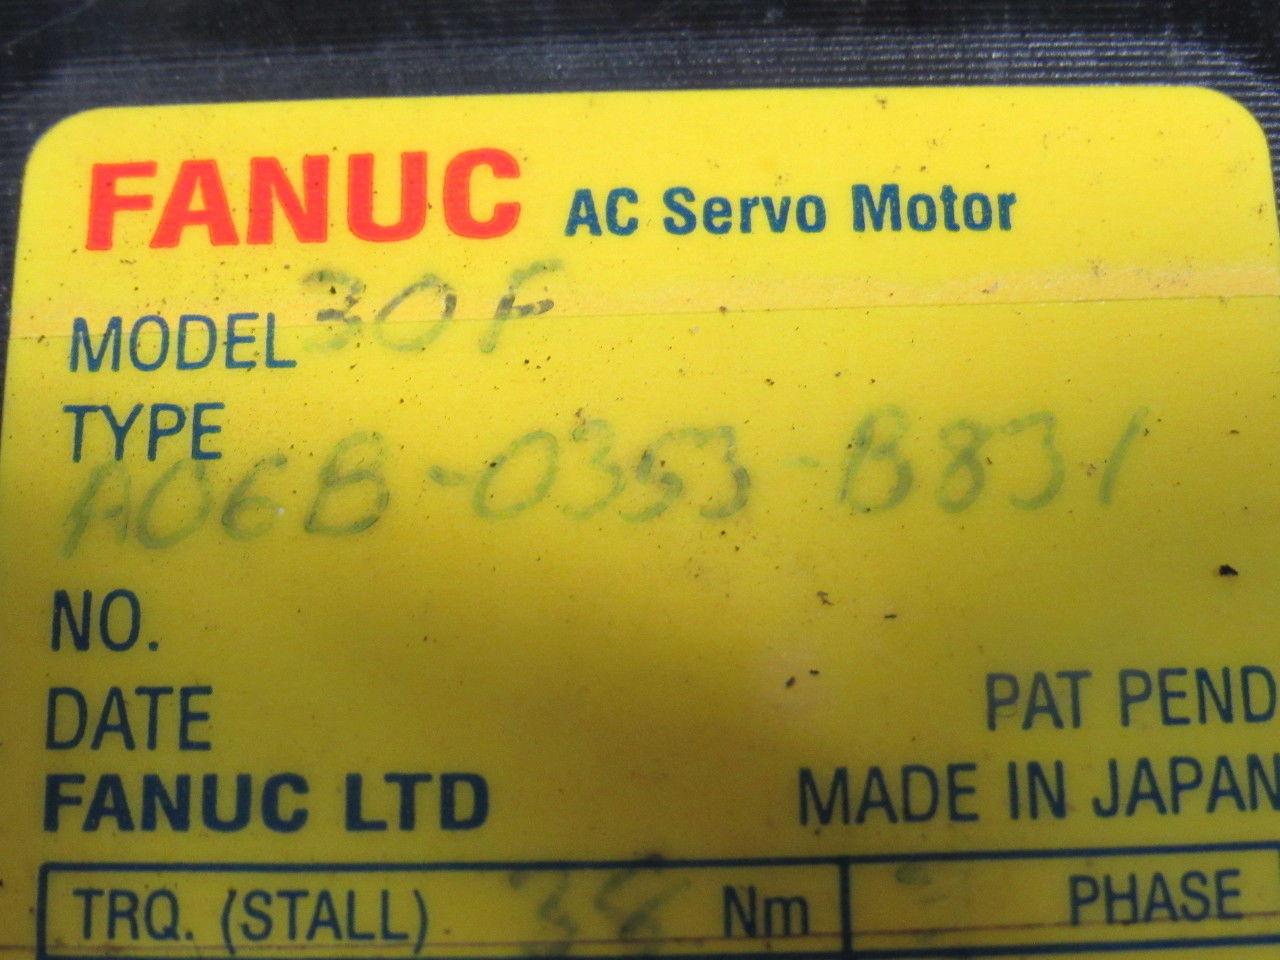 FANUC AC Servo Motor
MODEL 30F
TYPE
A06B-0353-B831
NO.
DATE PAT PEND
FANUC LTD MADE IN JAPAN
TRQ. (STALL) Nm PHASE